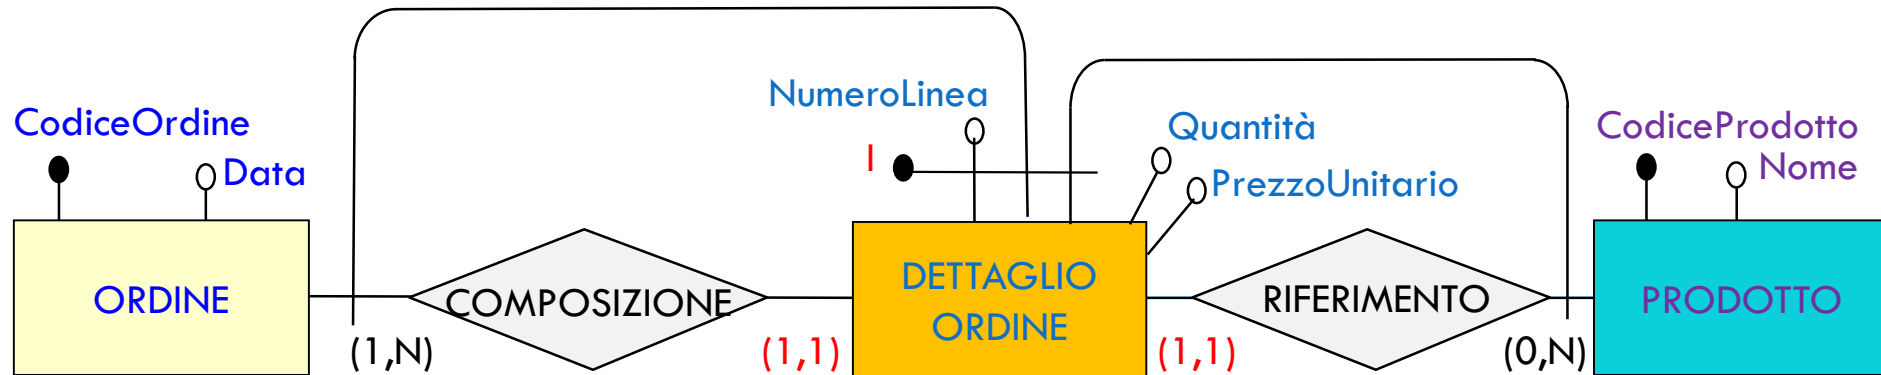 NumeroLinea
CodiceOrdine
Quantità
CodiceProdotto
I
Data
PrezzoUnitario
Nome
ORDINE
COMPOSIZIONE
DETTAGLIO
ORDINE
RIFERIMENTO
PRODOTTO
(1,N)
(1,1)
(1,1)
(0,N)